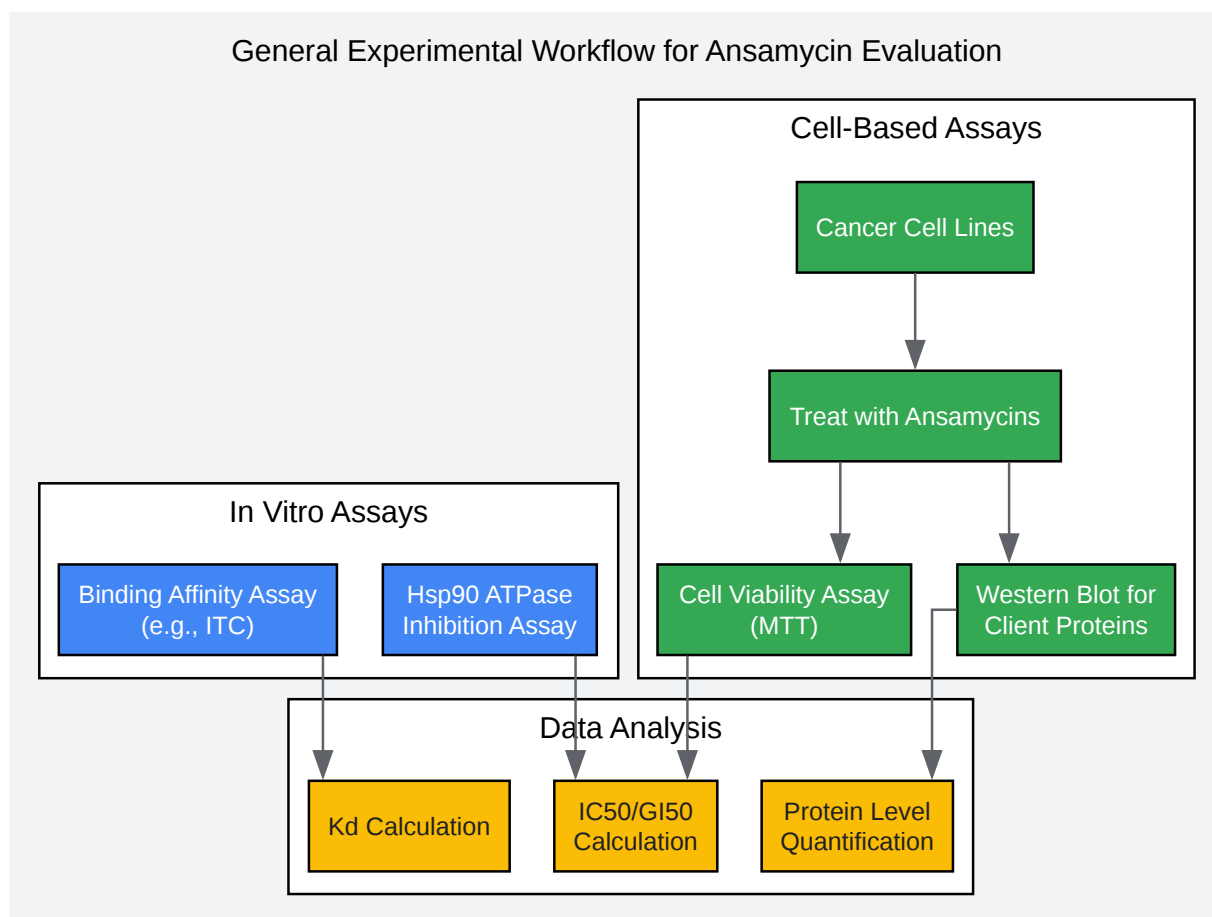 General Experimental Workflow for Ansamycin Evaluation
Cell-Based Assays
Cancer Cell Lines
Treat with Ansamycins
In Vitro Assays
Binding Affinity Assay
(e.g., ITC)
Hsp90 ATPase
Inhibition Assay
Cell Viability Assay
(MTT)
Western Blot for
Client Proteins
Data Analysis
Kd Calculation
IC50/GI50
Calculation
Protein Level
Quantification